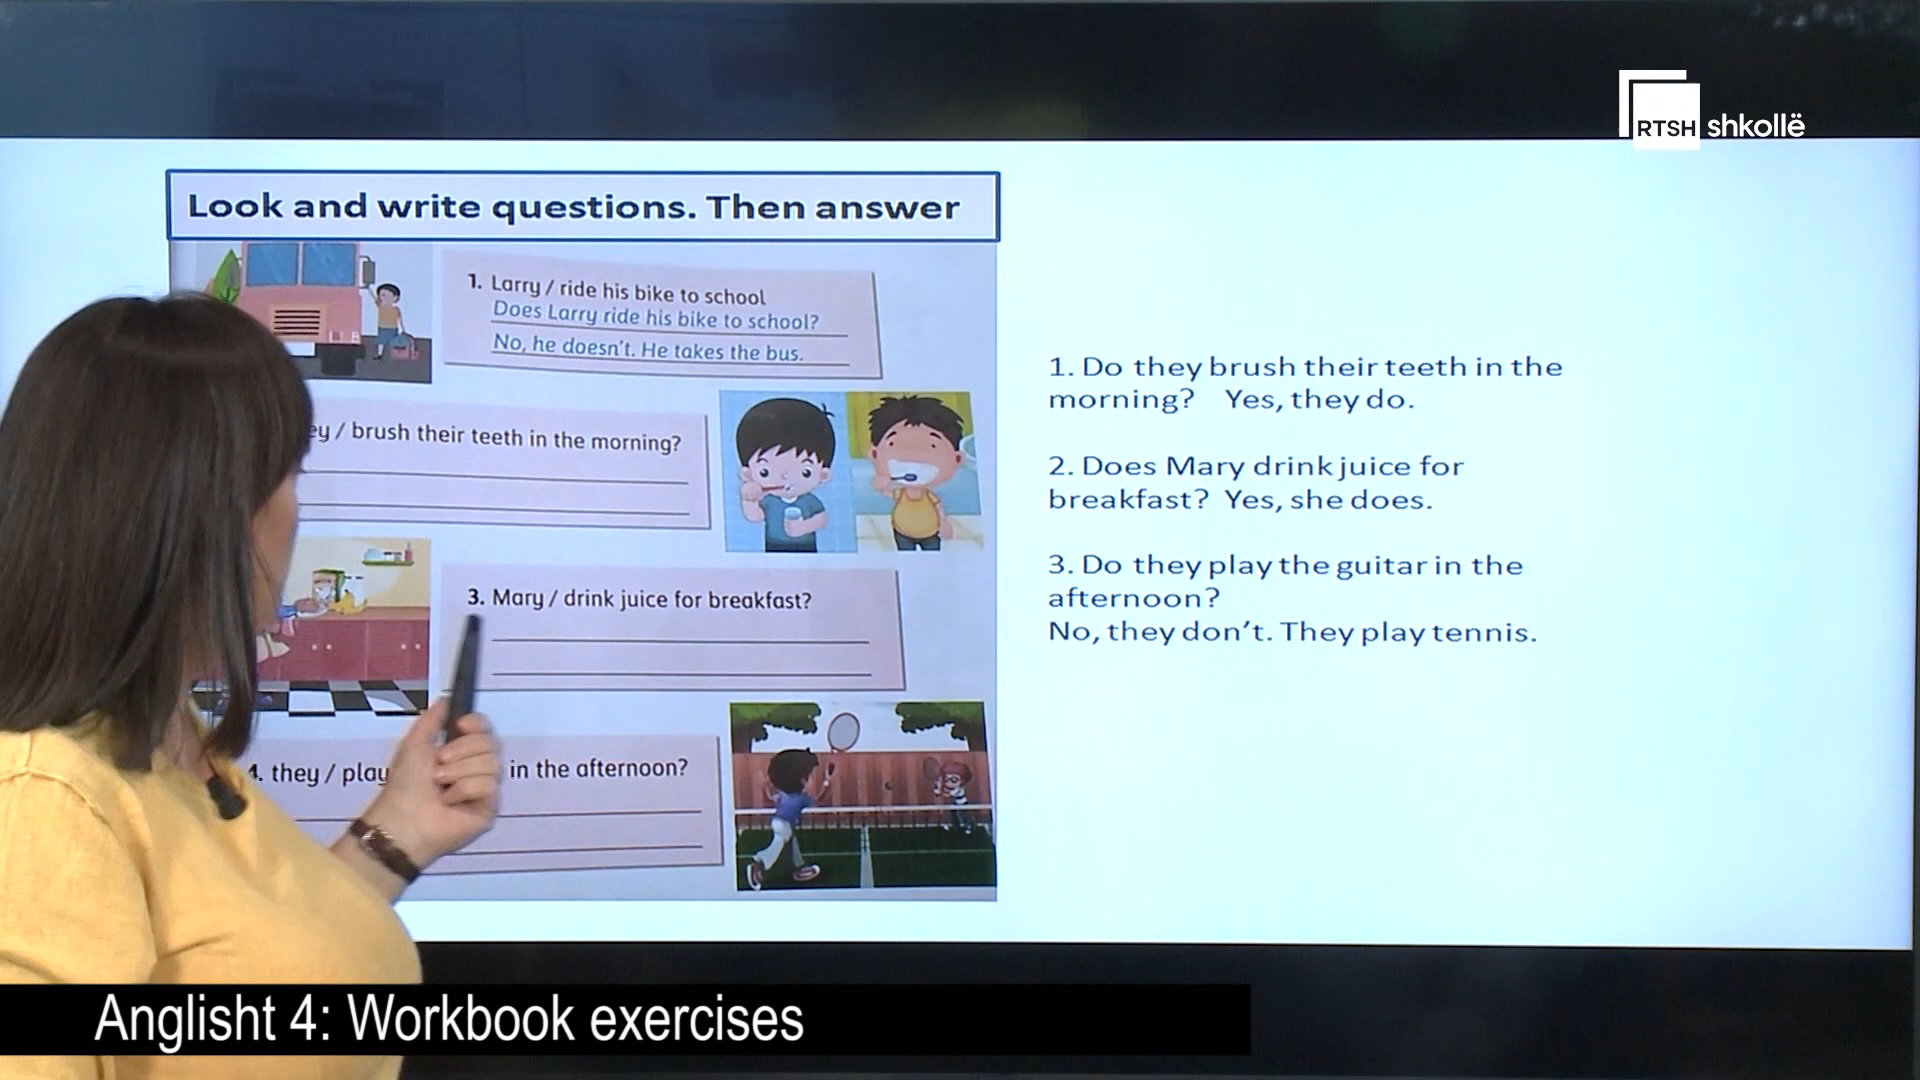 RTSH shkollë
Look and write questions. Then answer
1. Larry / ride his bike to school
Does Larry ride his bike to school?
No, he doesn't. He takes the bus.
/ brush their teeth in the morning?
3. Mary / drink juice for breakfast?
4. they / play in the afternoon?
1. Do they brush their teeth in the
morning? Yes, they do.
2. Does Mary drink juice for
breakfast? Yes, she does.
3. Do they play the guitar in the
afternoon?
No, they don't. They play tennis.
Anglisht 4: Workbook exercises